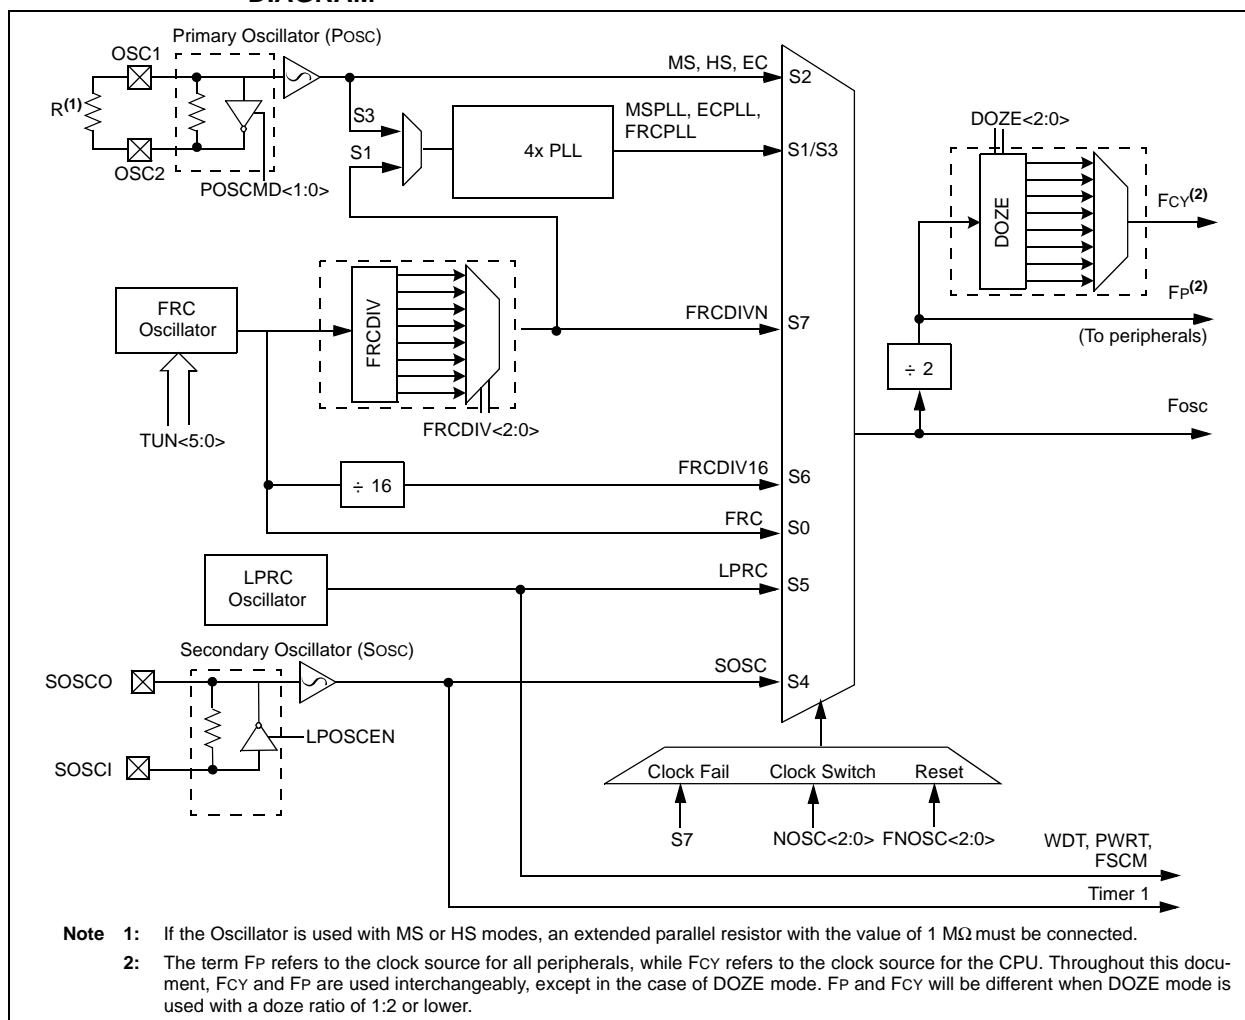 DIAGRAM
Primary Oscillator (POSC)
OSC1
R(1)
OSC2
POSCMD<1:0>
S3
S1
4x PLL
MS, HS, EC
MSPLL, ECPLL,
FRCPLL
S2
S1/S3
DOZE<2:0>
DOZE
FCY(2)
FP(2)
(To peripherals)
÷ 2
FOSC
FRC
Oscillator
TUN<5:0>
FRCDIV
FRCDIV<2:0>
FRCDIVN
S7
÷ 16
FRCDIV16
S6
FRC
S0
LPRC
Oscillator
LPRC
S5
Secondary Oscillator (SOSC)
SOSCO
SOSCI
LPOSCEN
SOSC
S4
Clock Fail
Clock Switch
Reset
S7
NOSC<2:0>
FNOSC<2:0>
WDT, PWRT,
FSCM
Timer 1
Note 1: If the Oscillator is used with MS or HS modes, an extended parallel resistor with the value of 1 MΩ must be connected.
2: The term FP refers to the clock source for all peripherals, while FCY refers to the clock source for the CPU. Throughout this docu-
ment, FCY and FP are used interchangeably, except in the case of DOZE mode. FP and FCY will be different when DOZE mode is
used with a doze ratio of 1:2 or lower.